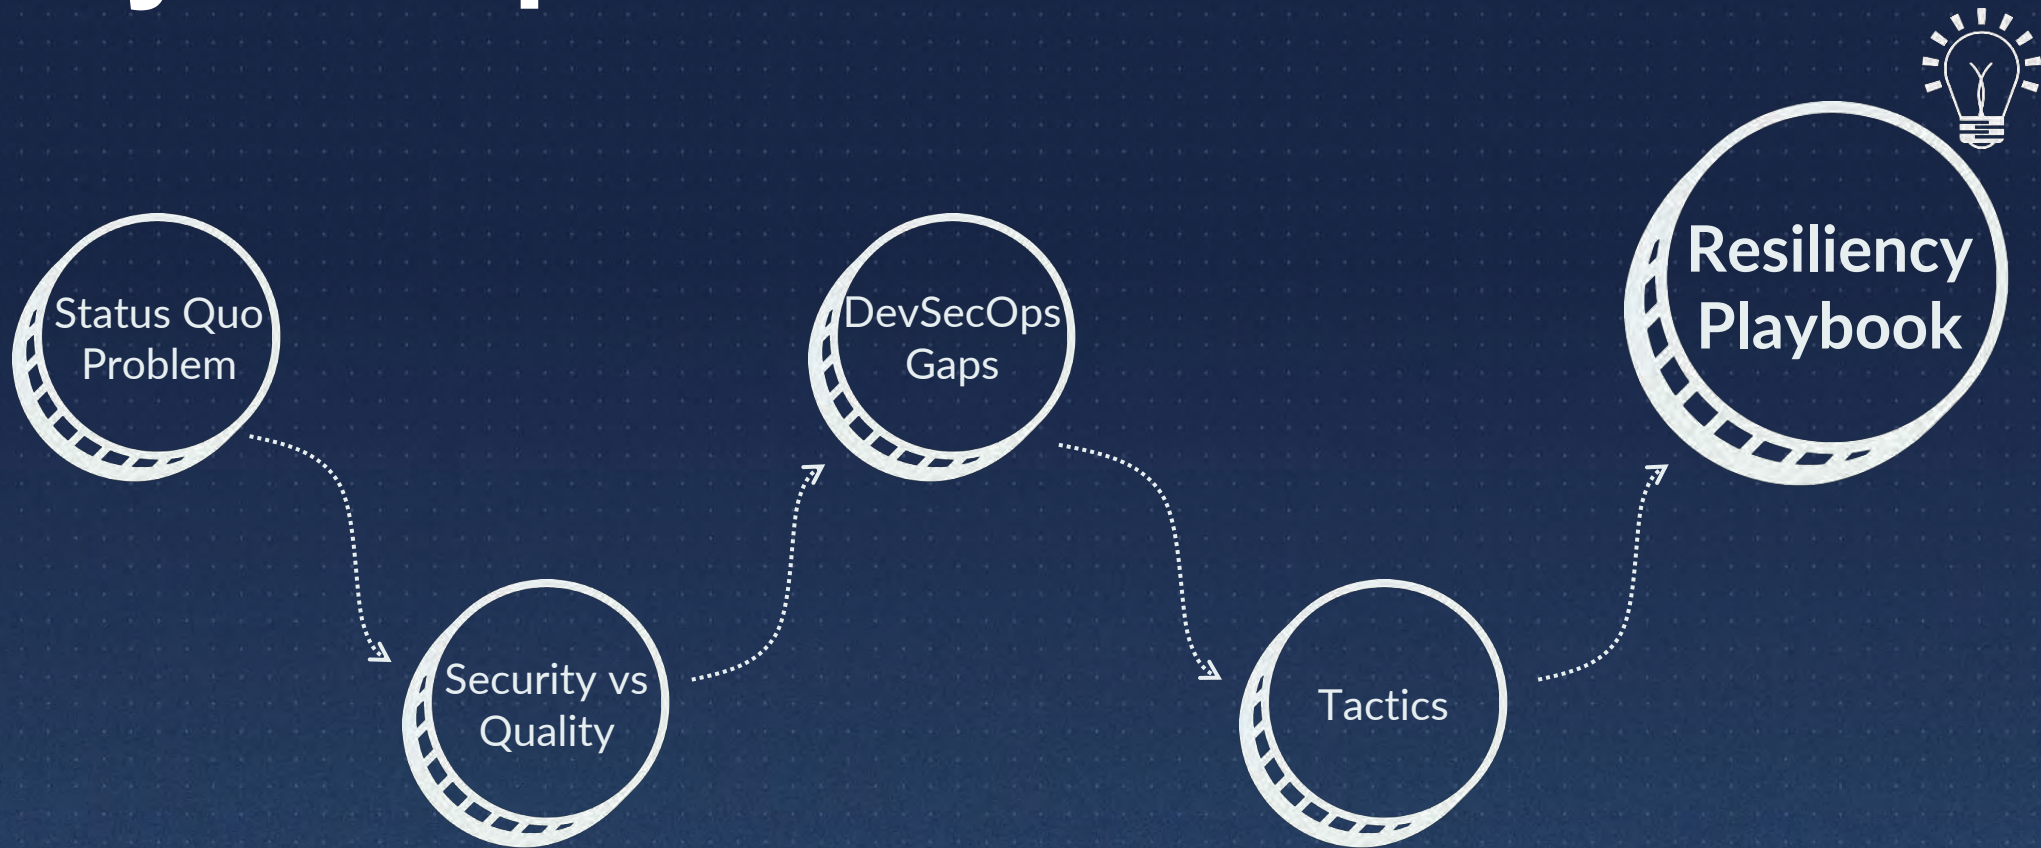 Status Quo
Problem
Security vs
Quality
DevSecOps
Gaps
Tactics
Resiliency
Playbook